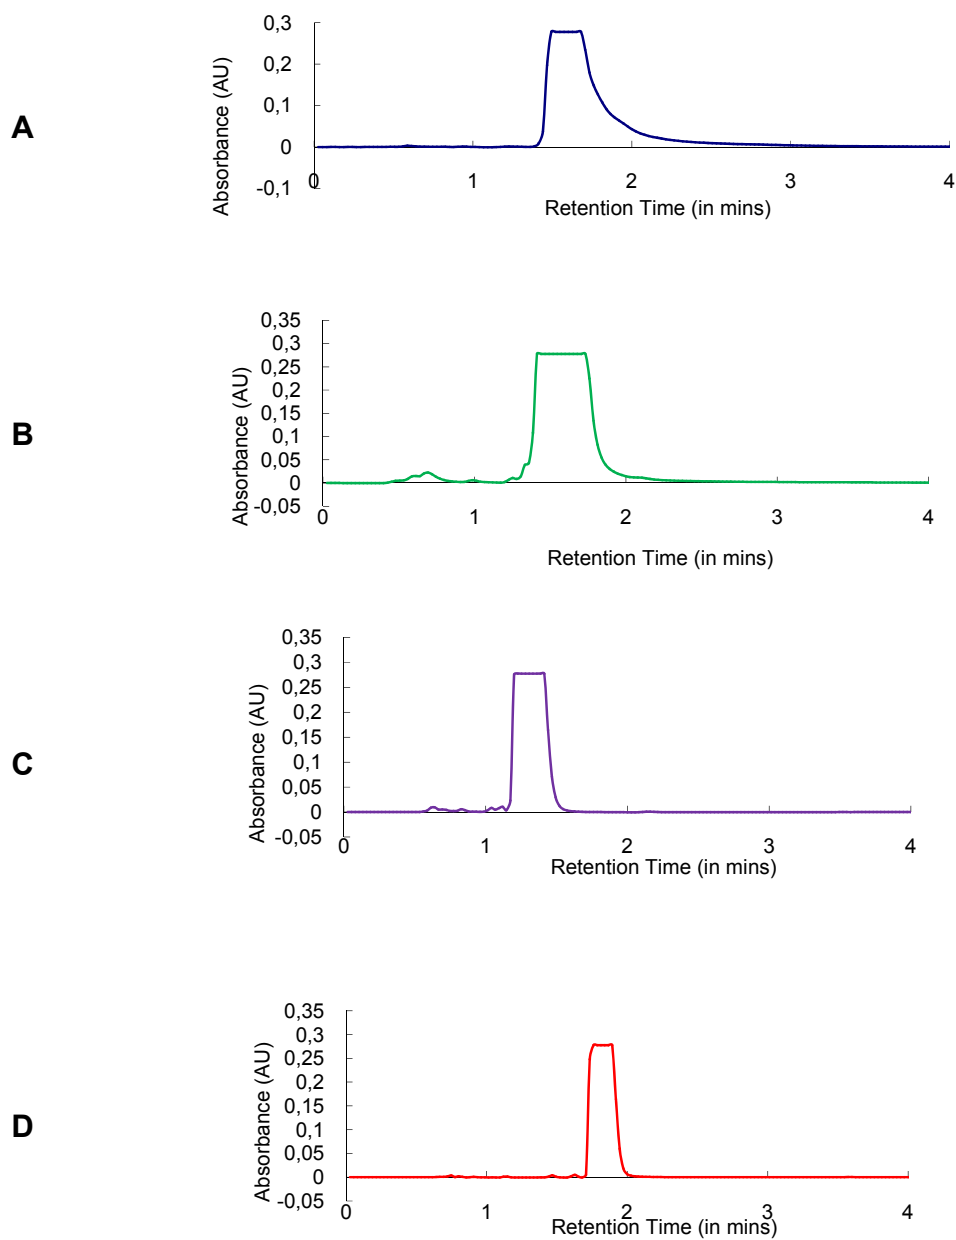 A
Absorbance (AU)
0,3
0,2
0,1
0
-0,1
0 1 2 3 4
Retention Time (in mins)
B
Absorbance (AU)
0,35
0,3
0,25
0,2
0,15
0,1
0,05
0
-0,05
0 1 2 3 4
Retention Time (in mins)
C
Absorbance (AU)
0,35
0,3
0,25
0,2
0,15
0,1
0,05
0
-0,05
0 1 2 3 4
Retention Time (in mins)
D
Absorbance (AU)
0,35
0,3
0,25
0,2
0,15
0,1
0,05
0
-0,05
0 1 2 3 4
Retention Time (in mins)